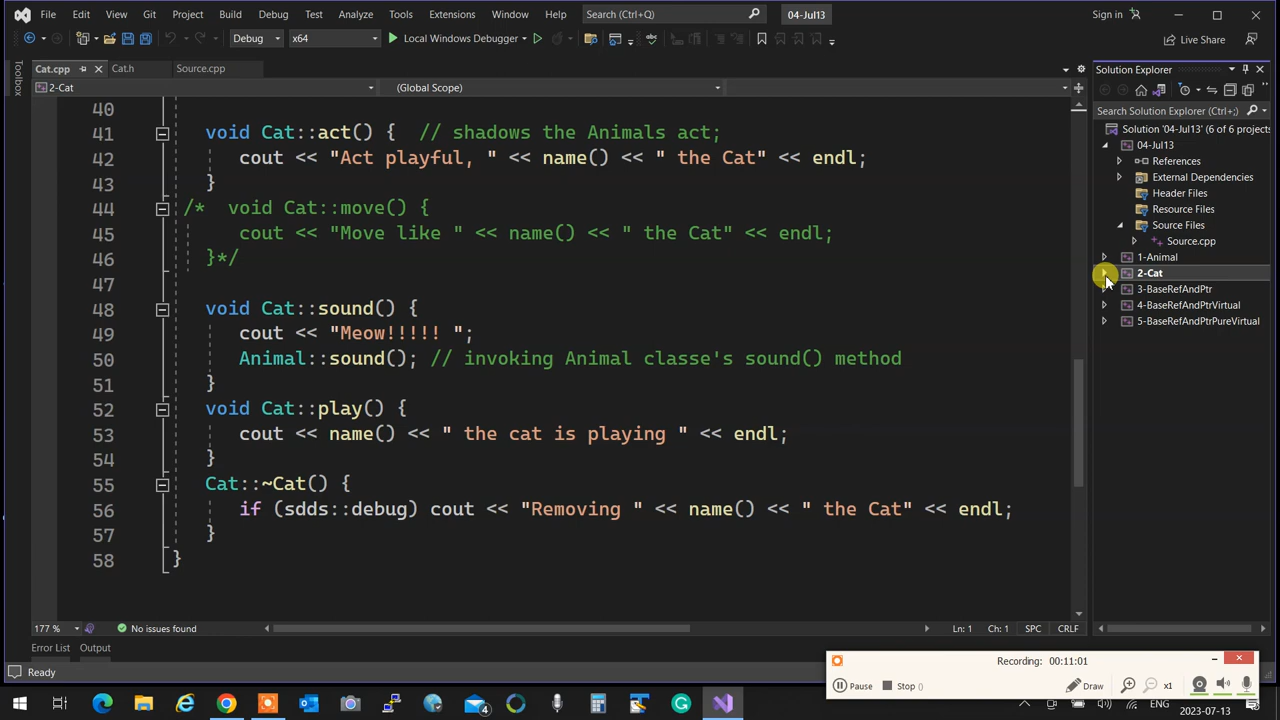 File Edit View Git Project Build Debug Test Analyze Tools Extensions Window Help Search (Ctrl+Q) 04-Jul13 Sign in
Debug x64 Local Windows Debugger Live Share
Toolbox
Cat.cpp Cat.h Source.cpp
2-Cat (Global Scope)
40
41 void Cat::act() { // shadows the Animals act;
42 cout << "Act playful, " << name() << " the Cat" << endl;
43 }
44 /* void Cat::move() {
45 cout << "Move like " << name() << " the Cat" << endl;
46 }*/
47
48 void Cat::sound() {
49 cout << "Meow!!!!! ";
50 Animal::sound(); // invoking Animal classe's sound() method
51 }
52 void Cat::play() {
53 cout << name() << " the cat is playing " << endl;
54 }
55 Cat::~Cat() {
56 if (sdds::debug) cout << "Removing " << name() << " the Cat" << endl;
57 }
58 }
177 % No issues found Ln: 1 Ch: 1 SPC CRLF
Solution Explorer
Search Solution Explorer (Ctrl+;)
Solution '04-Jul13' (6 of 6 projects
04-Jul13
References
External Dependencies
Header Files
Resource Files
Source Files
Source.cpp
1-Animal
2-Cat
3-BaseRefAndPtr
4-BaseRefAndPtrVirtual
5-BaseRefAndPtrPureVirtual
Error List Output
Ready
Recording: 00:11:01
Pause Stop () Draw x1
4
2023-07-13